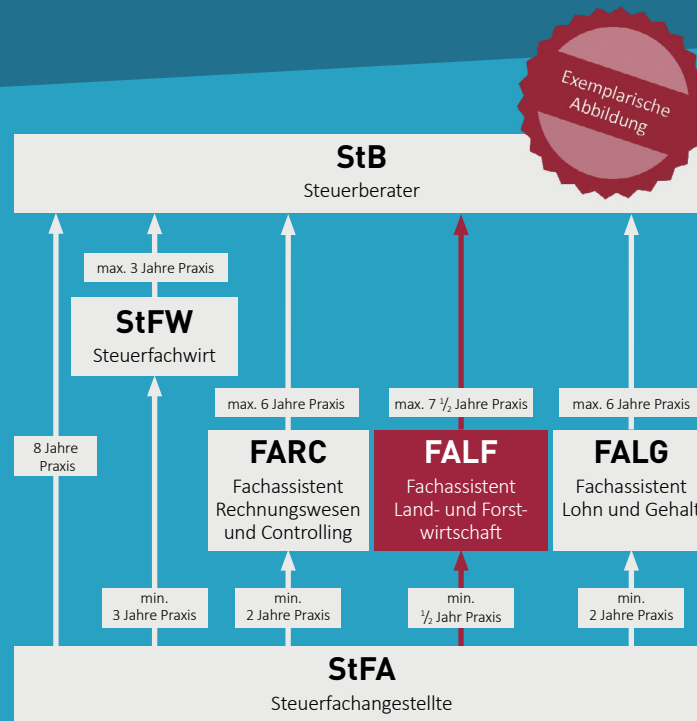 Exemplarische
Abbildung
StB
Steuerberater
max. 3 Jahre Praxis
StFW
Steuerfachwirt
max. 6 Jahre Praxis
max. 7 1/2 Jahre Praxis
max. 6 Jahre Praxis
8 Jahre
Praxis
FARC
Fachassistent
Rechnungswesen
und Controlling
FALF
Fachassistent
Land- und Forst-
wirtschaft
FALG
Fachassistent
Lohn und Gehalt
min.
3 Jahre Praxis
min.
2 Jahre Praxis
min.
1/2 Jahr Praxis
min.
2 Jahre Praxis
StFA
Steuerfachangestellte